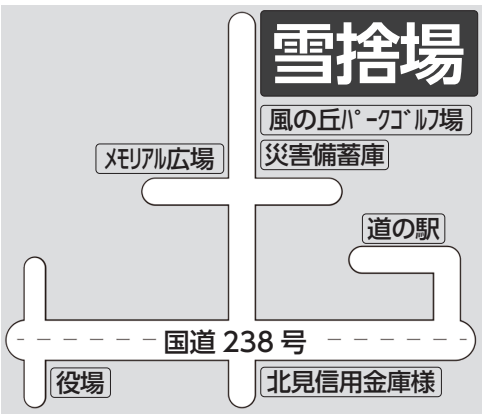 雪捨場
風の丘ﾊﾟｰｸｺﾞﾙﾌ場
災害備蓄庫
ﾒﾓﾘｱﾙ広場
道の駅
国道 238 号
役場
北見信用金庫様